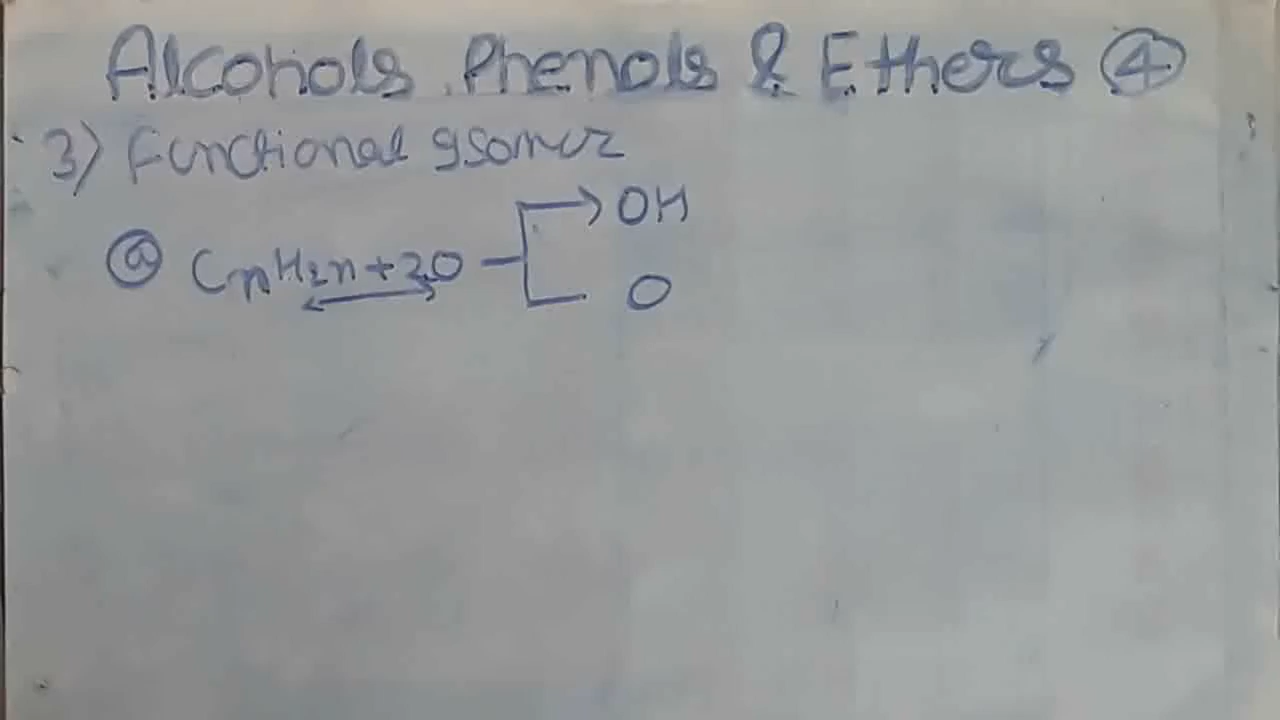 Alcohols, Phenols & Ethers ④
3) Functional Isomer
ⓐ CnH2n+2O → OH
O